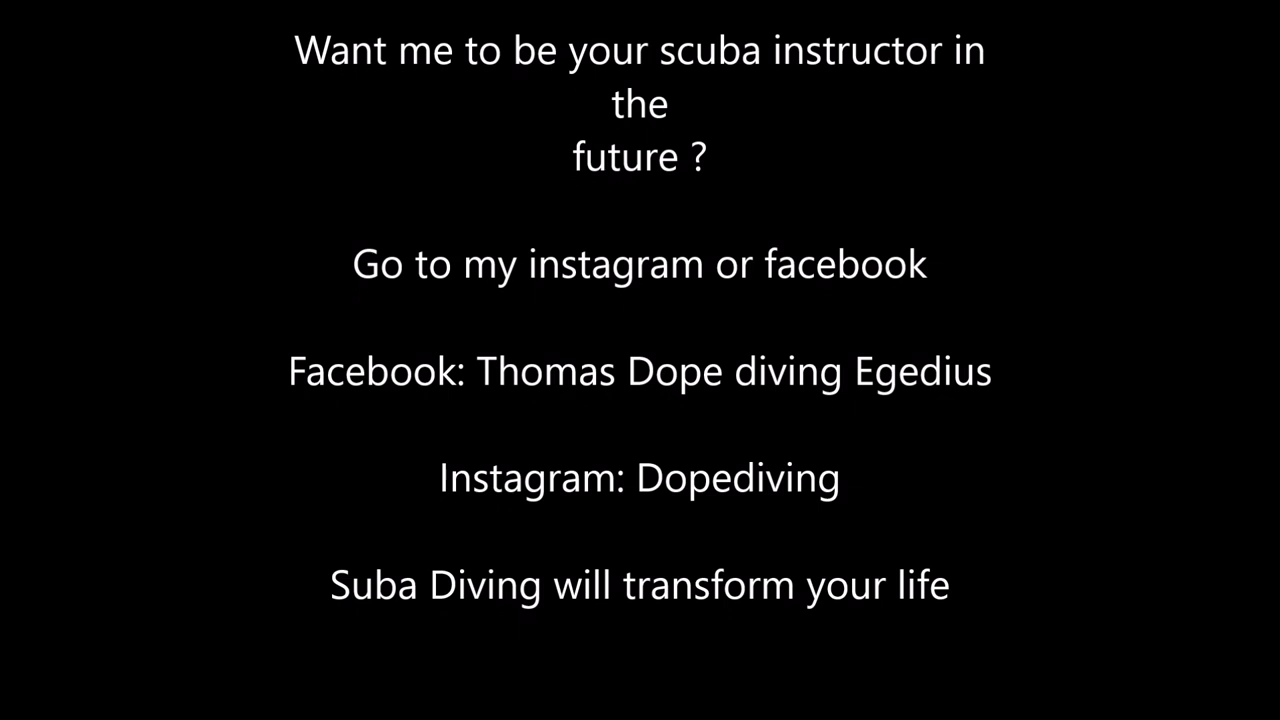 Want me to be your scuba instructor in
the
future ?
Go to my instagram or facebook
Facebook: Thomas Dope diving Egedius
Instagram: Dopediving
Suba Diving will transform your life